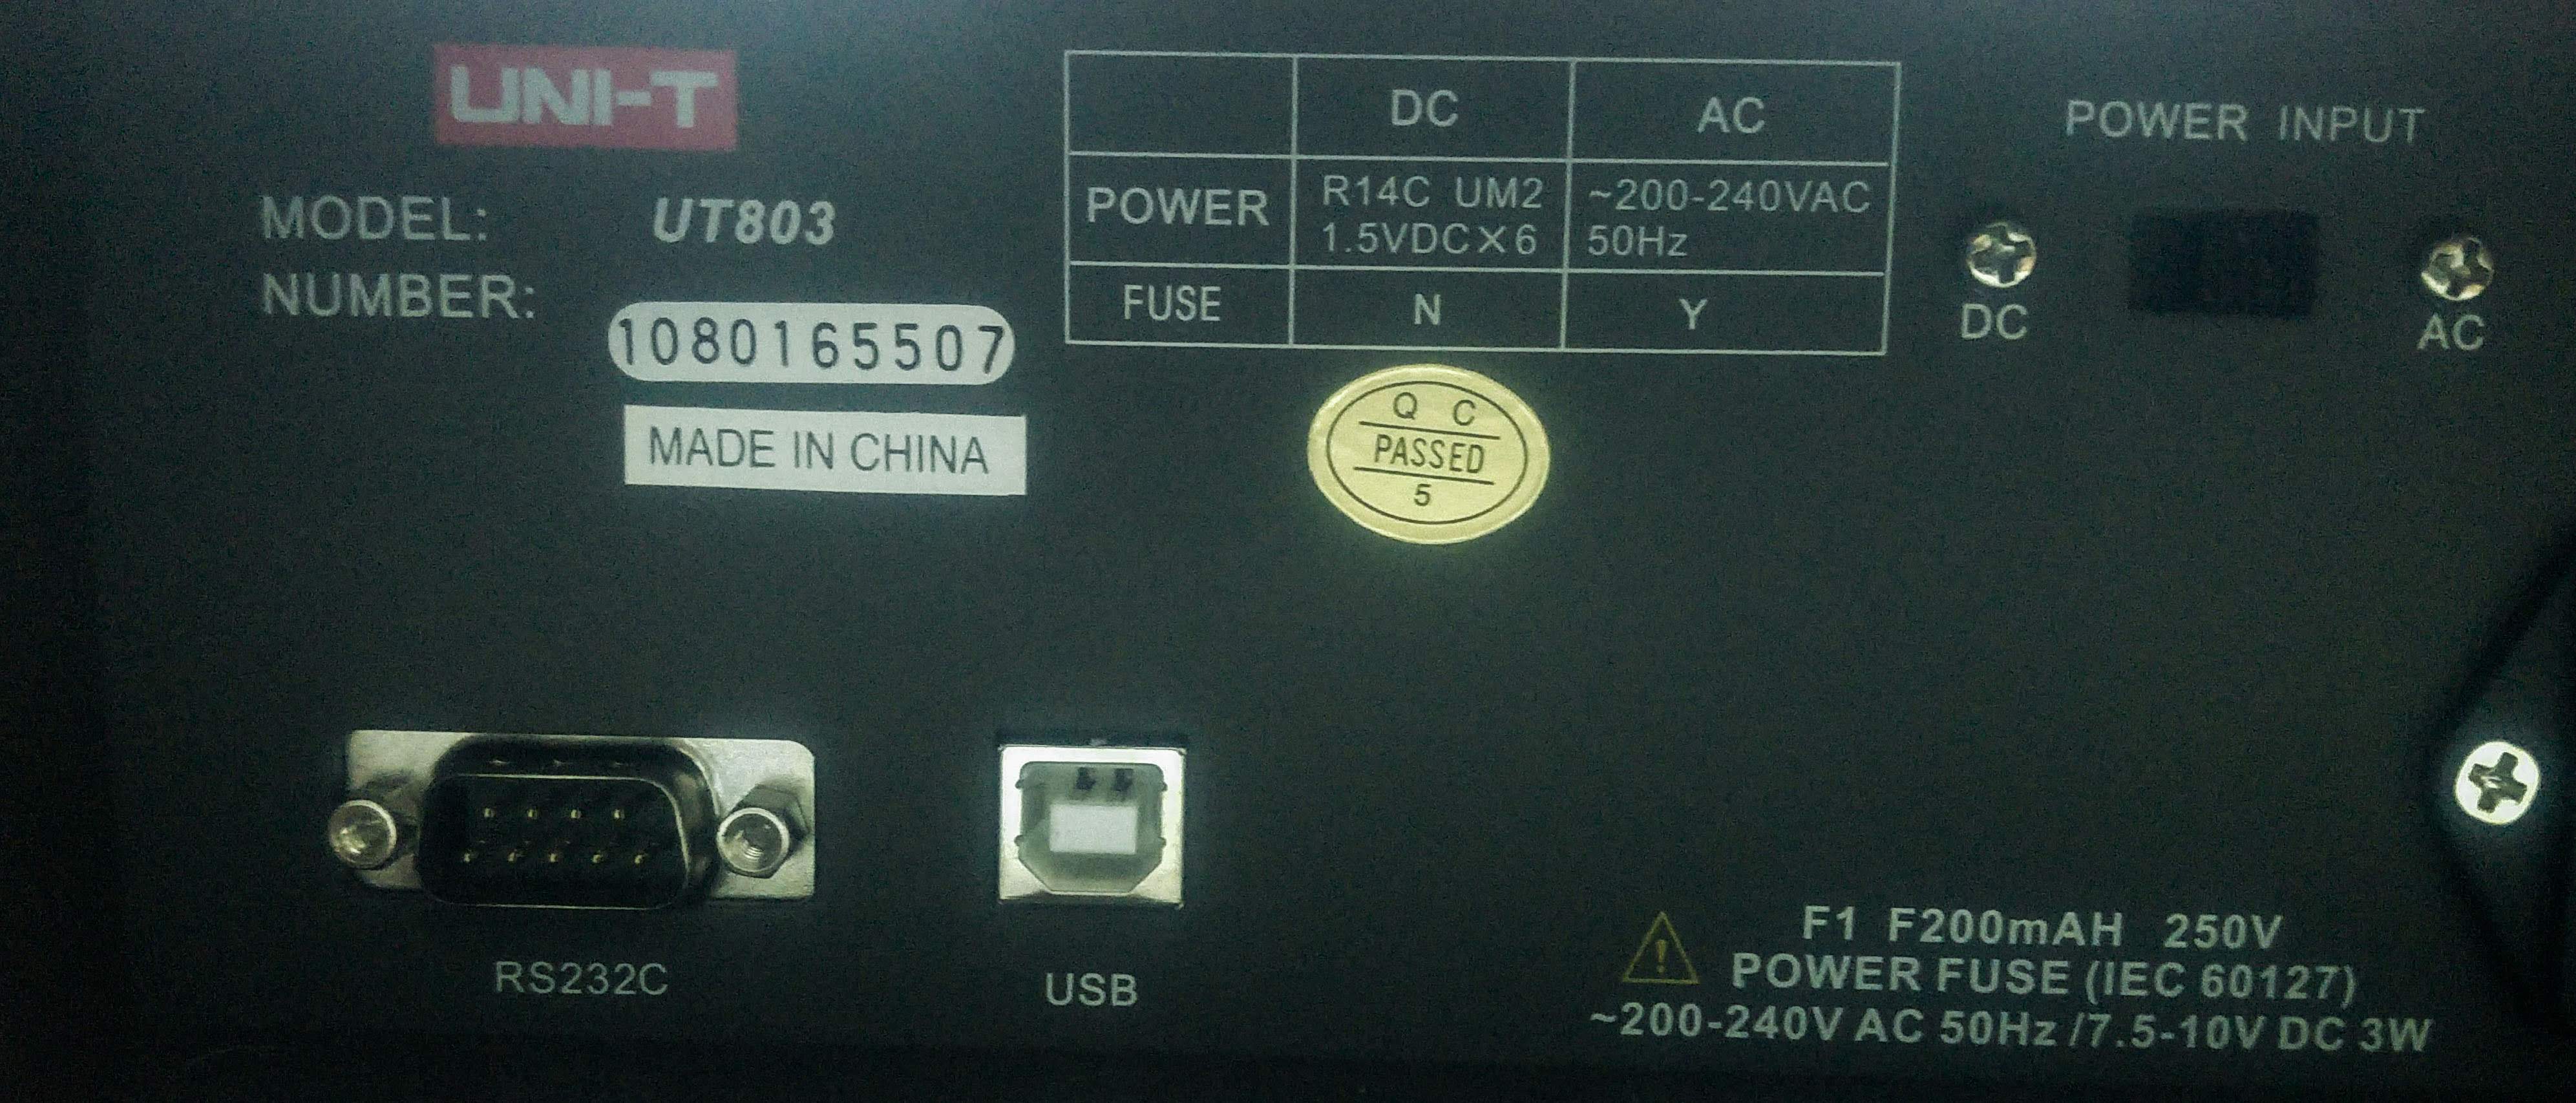 UNI-T
MODEL: UT803
NUMBER:
1080165507
MADE IN CHINA
DC AC
POWER R14C UM2 ~200-240VAC
1.5VDC×6 50Hz
FUSE N Y
Q C
PASSED
5
POWER INPUT
DC AC
RS232C
USB
F1 F200mAH 250V
POWER FUSE (IEC 60127)
~200-240V AC 50Hz /7.5-10V DC 3W